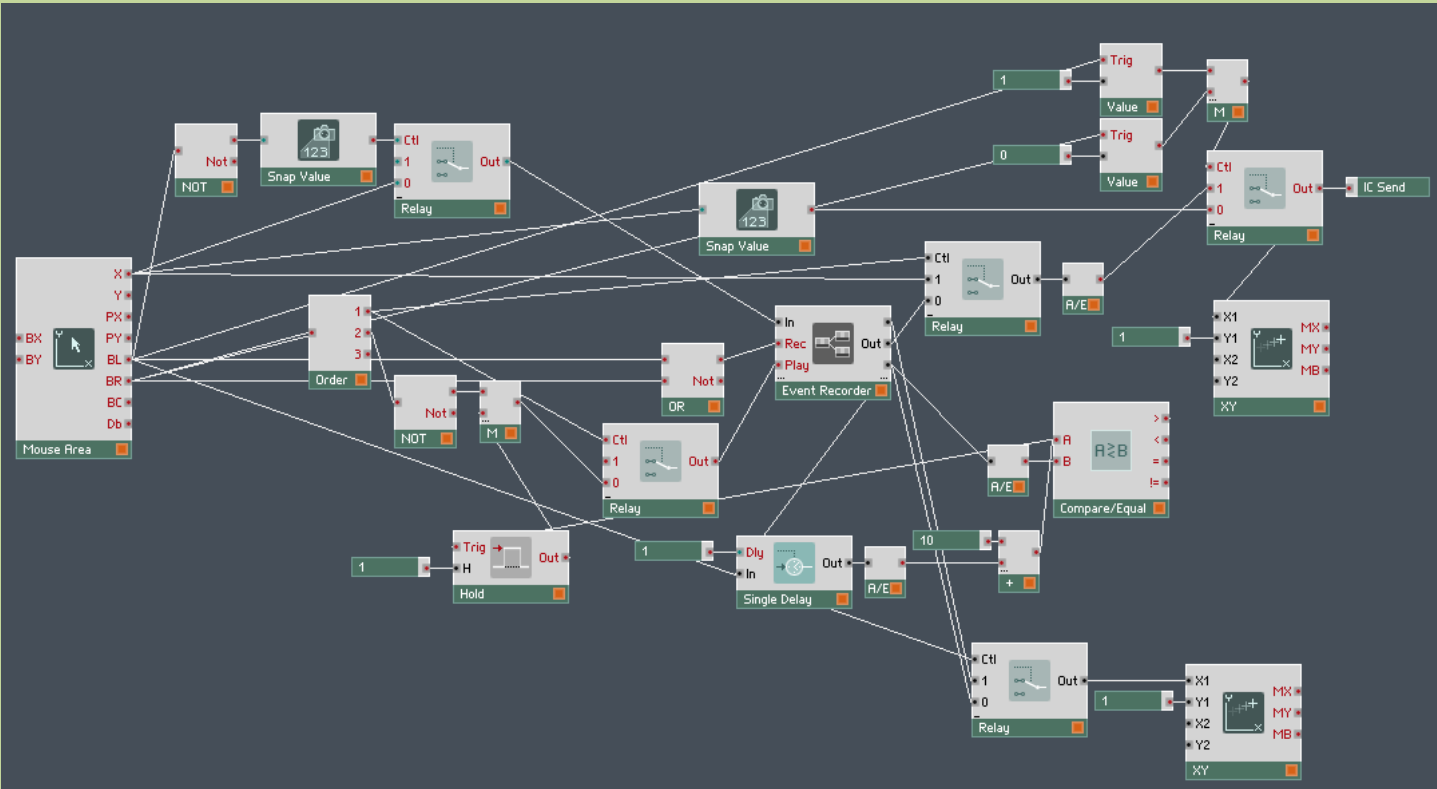 1
Trig
Value
M
0
Trig
Value
Not
NOT
123
Snap Value
Ctl
1
0
Out
Relay
123
Snap Value
Ctl
1
0
Out
Relay
IC Send
X
Y
PX
PY
BL
BR
BC
Db
BX
BY
Y
X
Mouse Area
1
2
3
Order
Ctl
1
0
Out
Relay
A/E
In
Rec
Play
Out
Event Recorder
1
X1
Y1
X2
Y2
MX
MY
MB
Y
X
XY
Not
NOT
M
Not
OR
Ctl
1
0
Out
Relay
A/E
A
B
A≷B
>
<
=
!=
Compare/Equal
1
Trig
H
Out
Hold
1
Dly
In
Out
Single Delay
A/E
10
+
Ctl
1
0
Out
Relay
1
X1
Y1
X2
Y2
MX
MY
MB
Y
X
XY